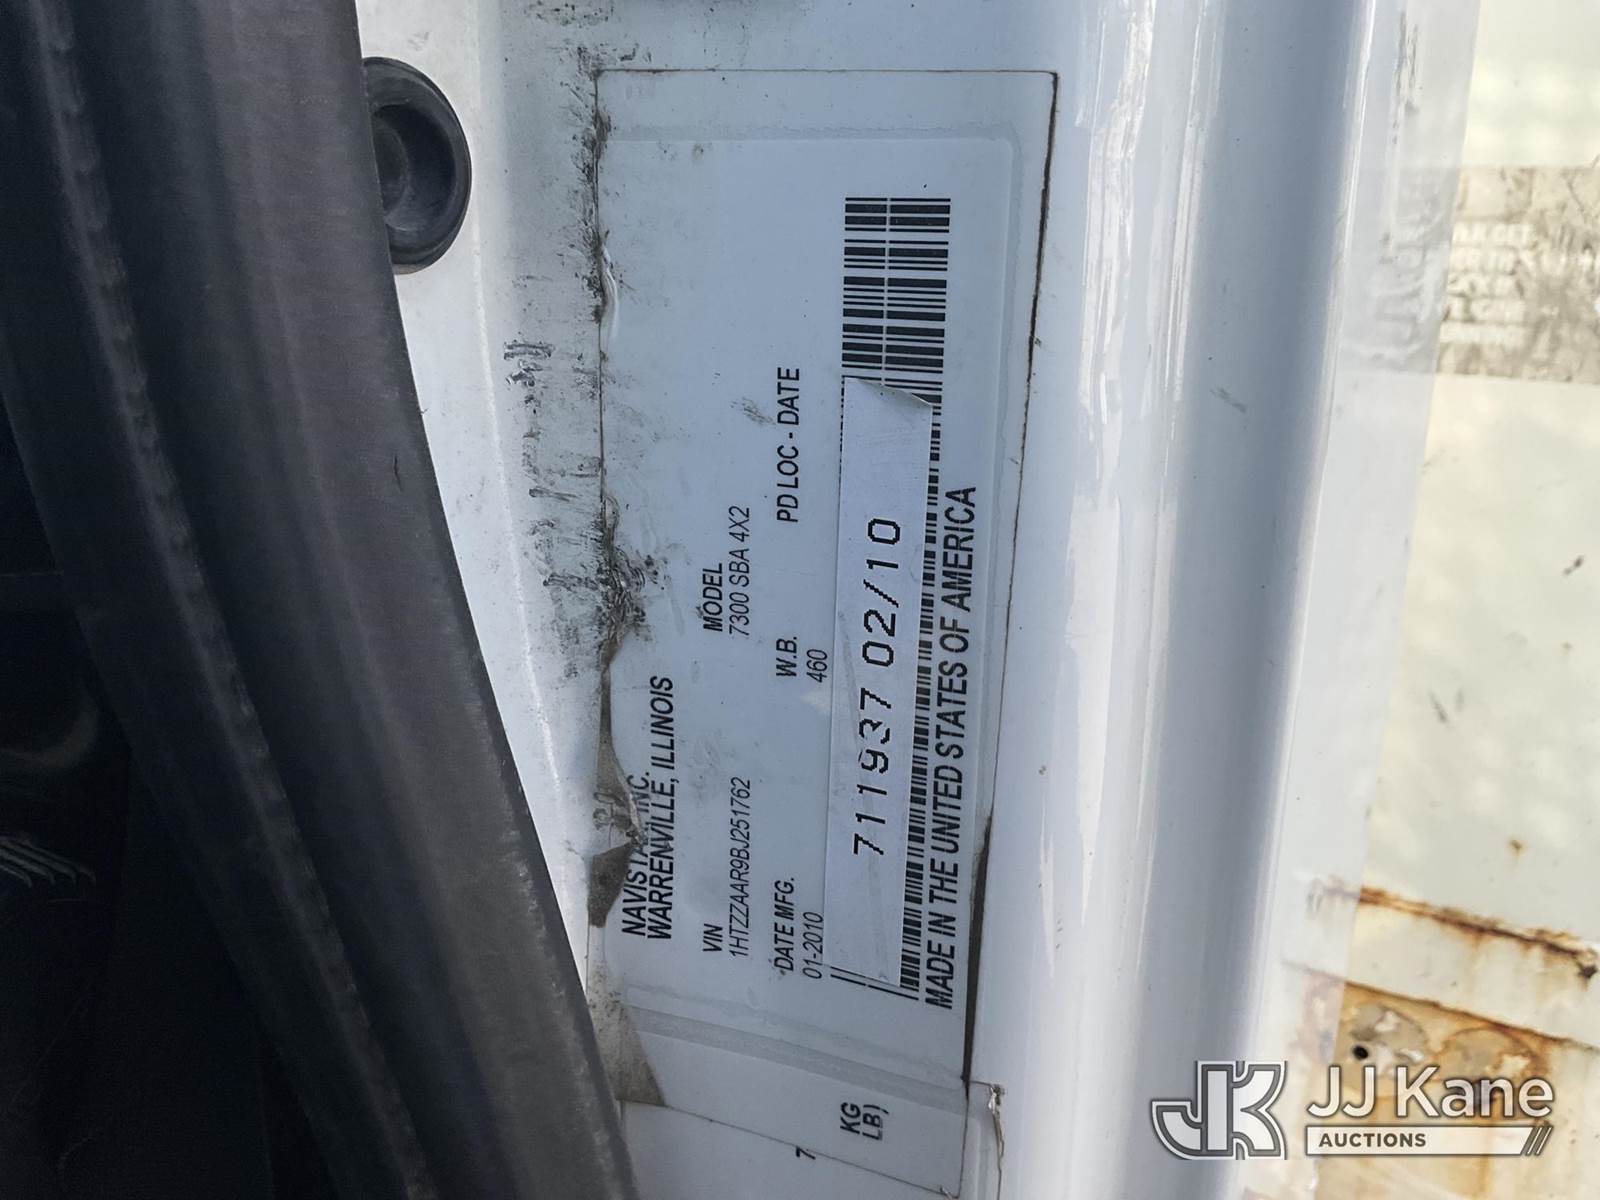 NAVISTAR, INC.
WARRENVILLE, ILLINOIS
VIN MODEL
1HTZZAAR9BJ251762 7300 SBA 4X2
DATE MFG. W.B. PD LOC - DATE
01-2010 460
711937 02/10
MADE IN THE UNITED STATES OF AMERICA
KG
LB)
7
JJ Kane
AUCTIONS